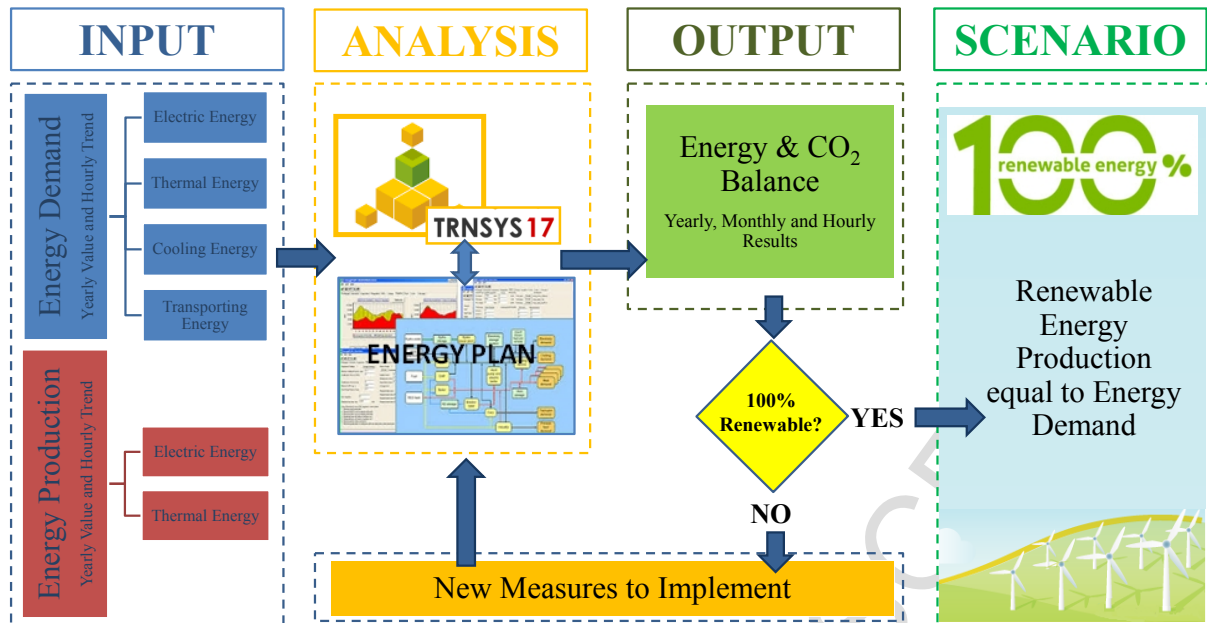 INPUT
Energy Demand
Yearly Value and Hourly Trend
Electric Energy
Thermal Energy
Cooling Energy
Transporting
Energy
Energy Production
Yearly Value and Hourly Trend
Electric Energy
Thermal Energy
ANALYSIS
TRNSYS 17
ENERGY PLAN
OUTPUT
Energy & CO₂
Balance
Yearly, Monthly and Hourly
Results
100%
Renewable?
YES
NO
New Measures to Implement
SCENARIO
100%
renewable energy
Renewable
Energy
Production
equal to Energy
Demand